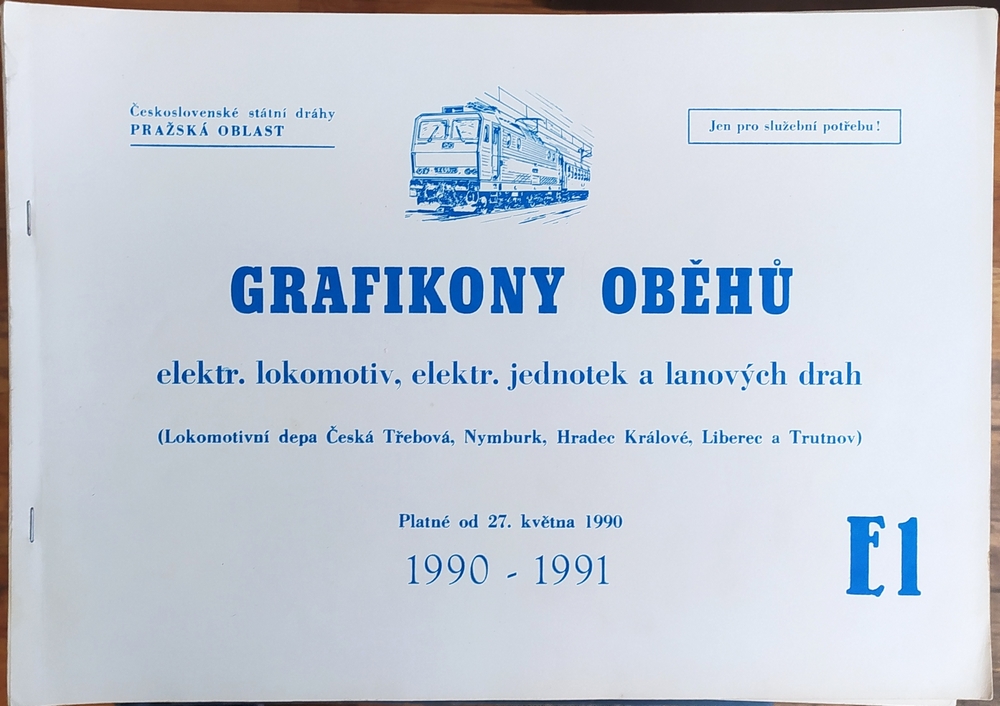 Československé státní dráhy
PRAŽSKÁ OBLAST
Jen pro služební potřebu!
GRAFIKONY OBĚHŮ
elektr. lokomotiv, elektr. jednotek a lanových drah
(Lokomotivní depa Česká Třebová, Nymburk, Hradec Králové, Liberec a Trutnov)
Platné od 27. května 1990
1990 - 1991
E1